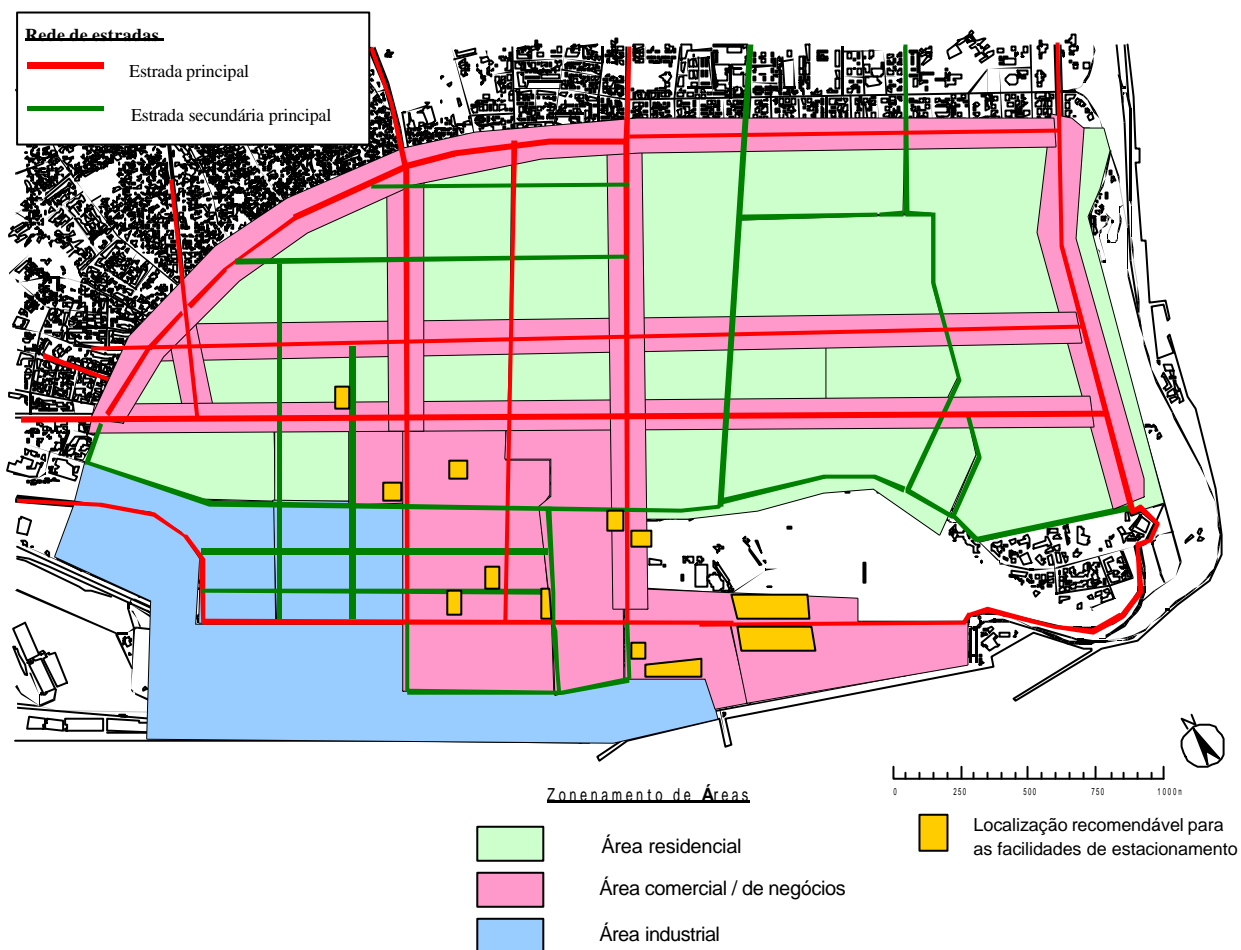 Rede de estradas
Estrada principal
Estrada secundária principal
N
0 250 500 750 1000m
Zonenamento de Áreas
Área residencial
Área comercial / de negócios
Área industrial
Localização recomendável para
as facilidades de estacionamento